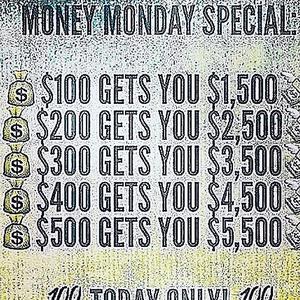 MONEY MONDAY SPECIAL:
$ $100 GETS YOU $1,500
$ $200 GETS YOU $2,500
$ $300 GETS YOU $3,500
$ $400 GETS YOU $4,500
$ $500 GETS YOU $5,500
100 TODAY ONLY! 100